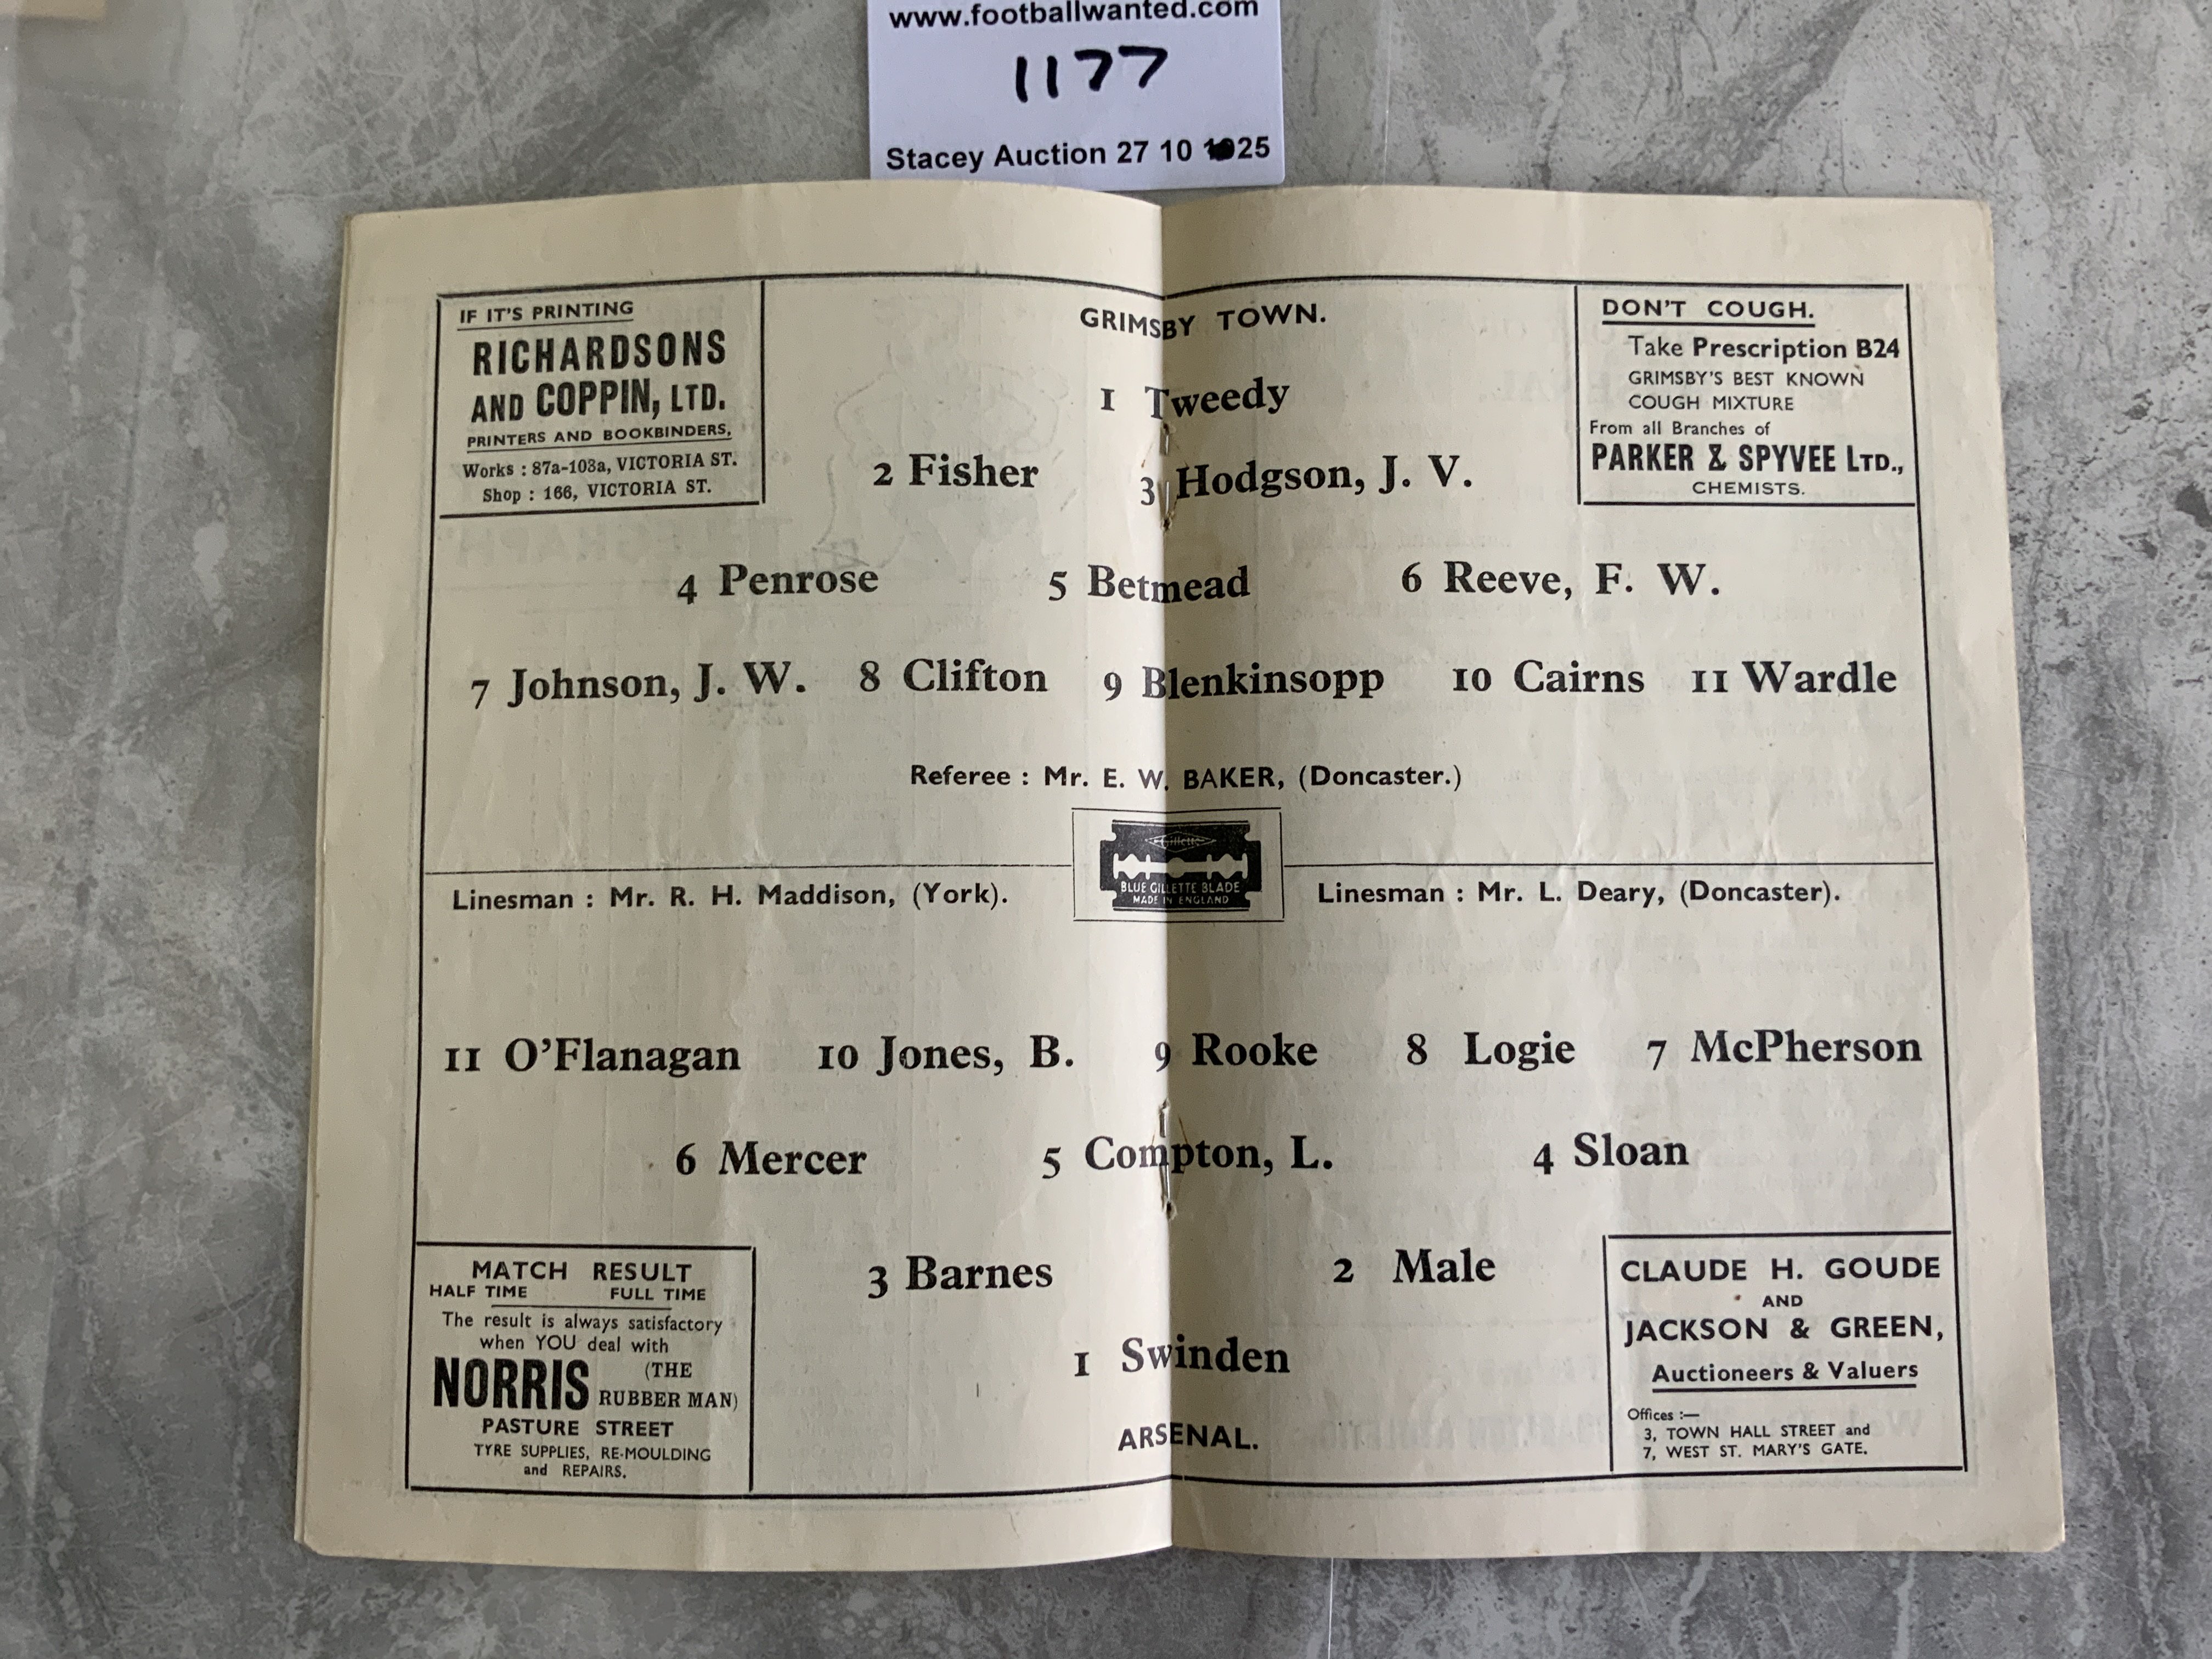 www.footballwanted.com
1177
Stacey Auction 27 10 25
IF IT'S PRINTING
RICHARDSONS
AND COPPIN, LTD.
PRINTERS AND BOOKBINDERS,
Works : 87a-103a, VICTORIA ST.
Shop : 166, VICTORIA ST.
GRIMSBY TOWN.
DON'T COUGH.
Take Prescription B24
GRIMSBY'S BEST KNOWN
COUGH MIXTURE
From all Branches of
PARKER & SPYVEE LTD.,
CHEMISTS.
1 Tweedy
2 Fisher 3 Hodgson, J. V.
4 Penrose 5 Betmead 6 Reeve, F. W.
7 Johnson, J. W. 8 Clifton 9 Blenkinsopp 10 Cairns 11 Wardle
Referee : Mr. E. W. BAKER, (Doncaster.)
Gillette
BLUE GILLETTE BLADE
MADE IN ENGLAND
Linesman : Mr. R. H. Maddison, (York).
Linesman : Mr. L. Deary, (Doncaster).
11 O'Flanagan 10 Jones, B. 9 Rooke 8 Logie 7 McPherson
6 Mercer 5 Compton, L. 4 Sloan
3 Barnes 2 Male
1 Swinden
ARSENAL.
MATCH RESULT
HALF TIME FULL TIME
The result is always satisfactory
when YOU deal with
NORRIS (THE
RUBBER MAN)
PASTURE STREET
TYRE SUPPLIES, RE-MOULDING
and REPAIRS.
CLAUDE H. GOUDE
AND
JACKSON & GREEN,
Auctioneers & Valuers
Offices :—
3, TOWN HALL STREET and
7, WEST ST. MARY'S GATE.